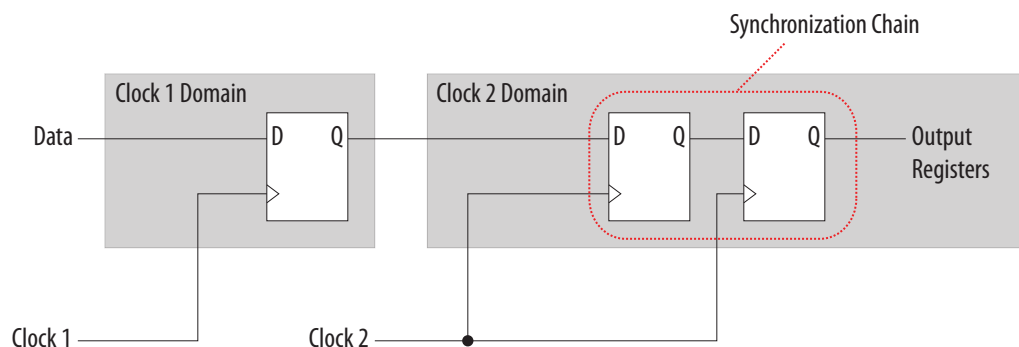 Synchronization Chain
Clock 1 Domain
Clock 2 Domain
Data
D Q
D Q
D Q
Output
Registers
Clock 1
Clock 2